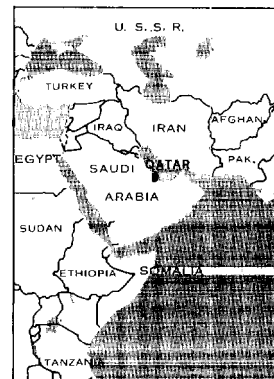 U. S. S. R.
TURKEY
IRAQ
IRAN
AFGHAN.
EGYPT
SAUDI
QATAR
PAK.
ARABIA
SUDAN
ETHIOPIA
SOMALIA
TANZANIA